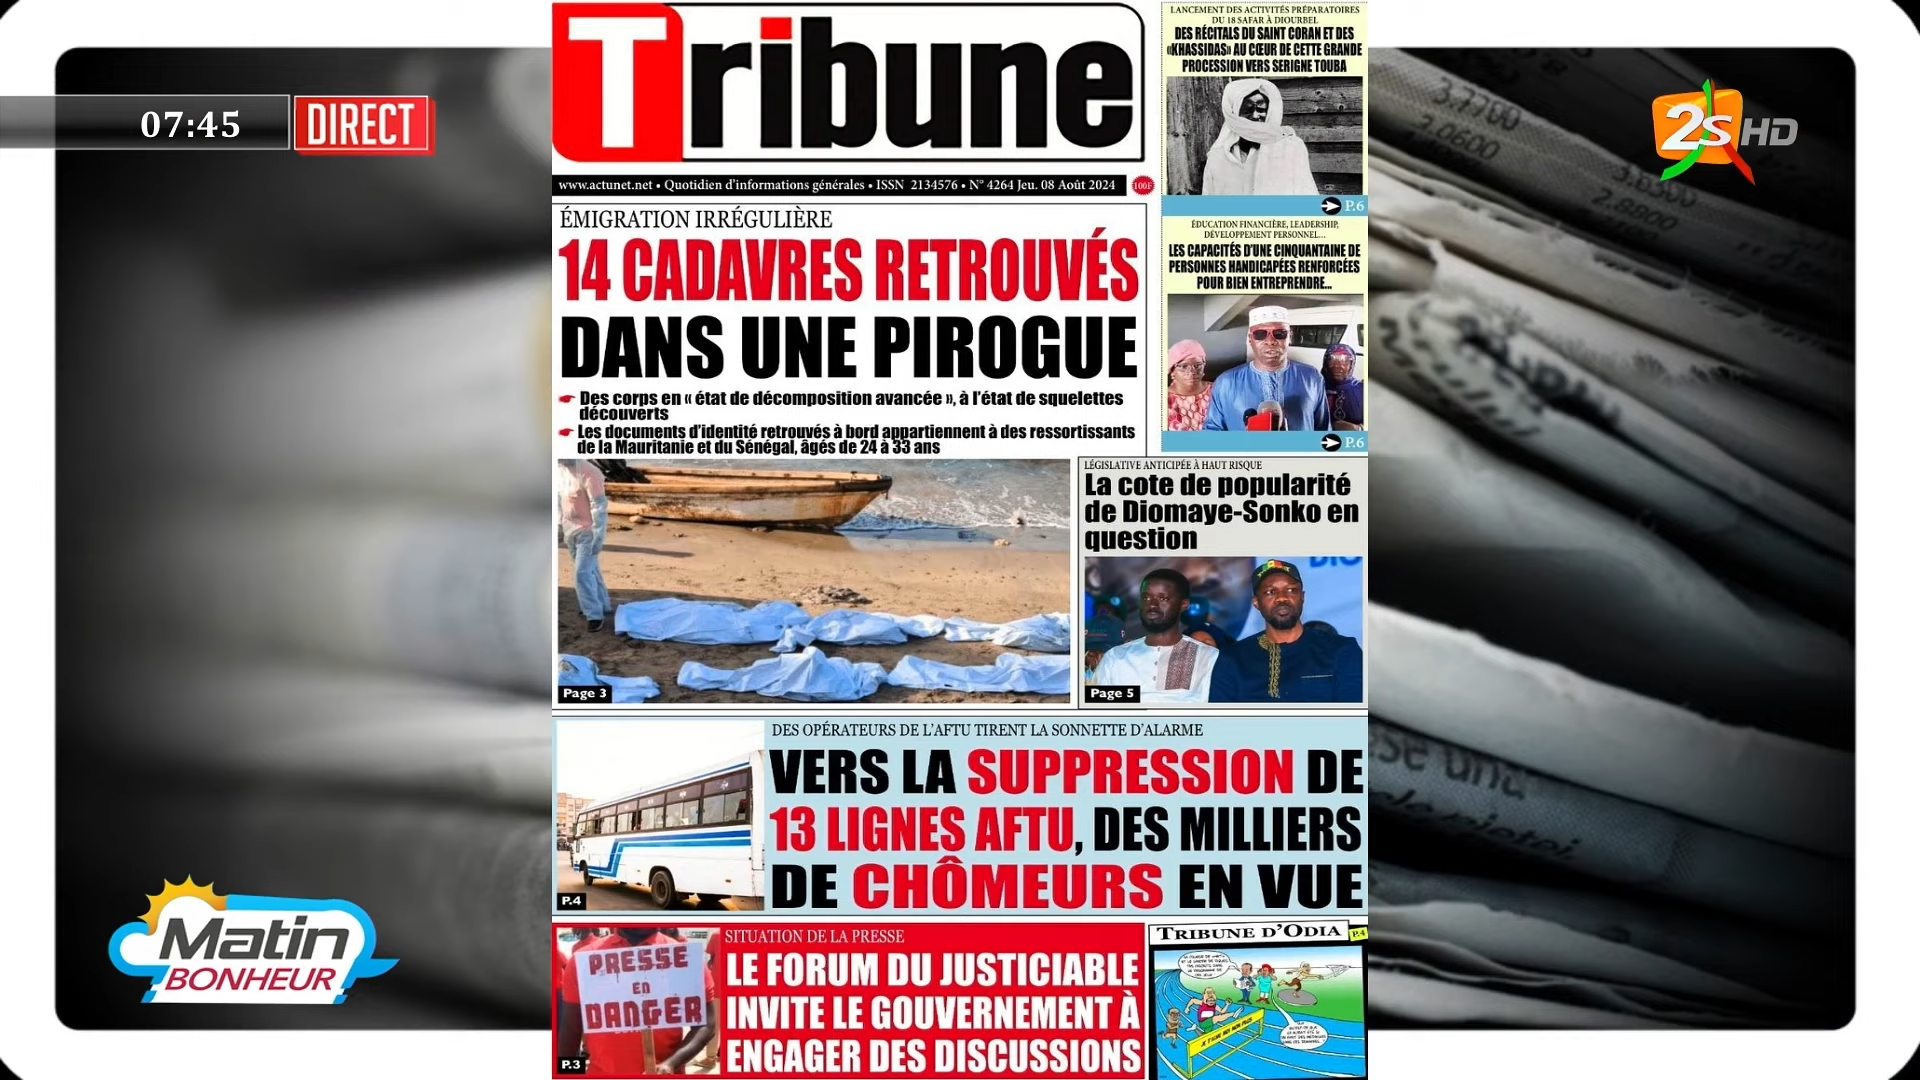 07:45
DIRECT
2S HD
Tribune
www.actunet.net • Quotidien d'informations générales • ISSN 2134576 • N° 4264 Jeu. 08 Août 2024
100F
LANCEMENT DES ACTIVITÉS PRÉPARATOIRES
DU 18 SAFAR À DIOURBEL
DES RÉCITALS DU SAINT CORAN ET DES
«KHASSIDAS» AU CŒUR DE CETTE GRANDE
PROCESSION VERS SERIGNE TOUBA
P.6
ÉDUCATION FINANCIÈRE, LEADERSHIP,
DÉVELOPPEMENT PERSONNEL...
LES CAPACITÉS D'UNE CINQUANTAINE DE
PERSONNES HANDICAPÉES RENFORCÉES
POUR BIEN ENTREPRENDRE...
P.6
ÉMIGRATION IRRÉGULIÈRE
14 CADAVRES RETROUVÉS
DANS UNE PIROGUE
Des corps en « état de décomposition avancée », à l'état de squelettes
découverts
Les documents d'identité retrouvés à bord appartiennent à des ressortissants
de la Mauritanie et du Sénégal, âgés de 24 à 33 ans
Page 3
LÉGISLATIVE ANTICIPÉE À HAUT RISQUE
La cote de popularité
de Diomaye-Sonko en
question
Page 5
DES OPÉRATEURS DE L'AFTU TIRENT LA SONNETTE D'ALARME
VERS LA SUPPRESSION DE
13 LIGNES AFTU, DES MILLIERS
DE CHÔMEURS EN VUE
P.4
SITUATION DE LA PRESSE
LE FORUM DU JUSTICIABLE
INVITE LE GOUVERNEMENT À
ENGAGER DES DISCUSSIONS
PRESSE
EN
DANGER
P.3
TRIBUNE D'ODIA
P.4
Matin
BONHEUR